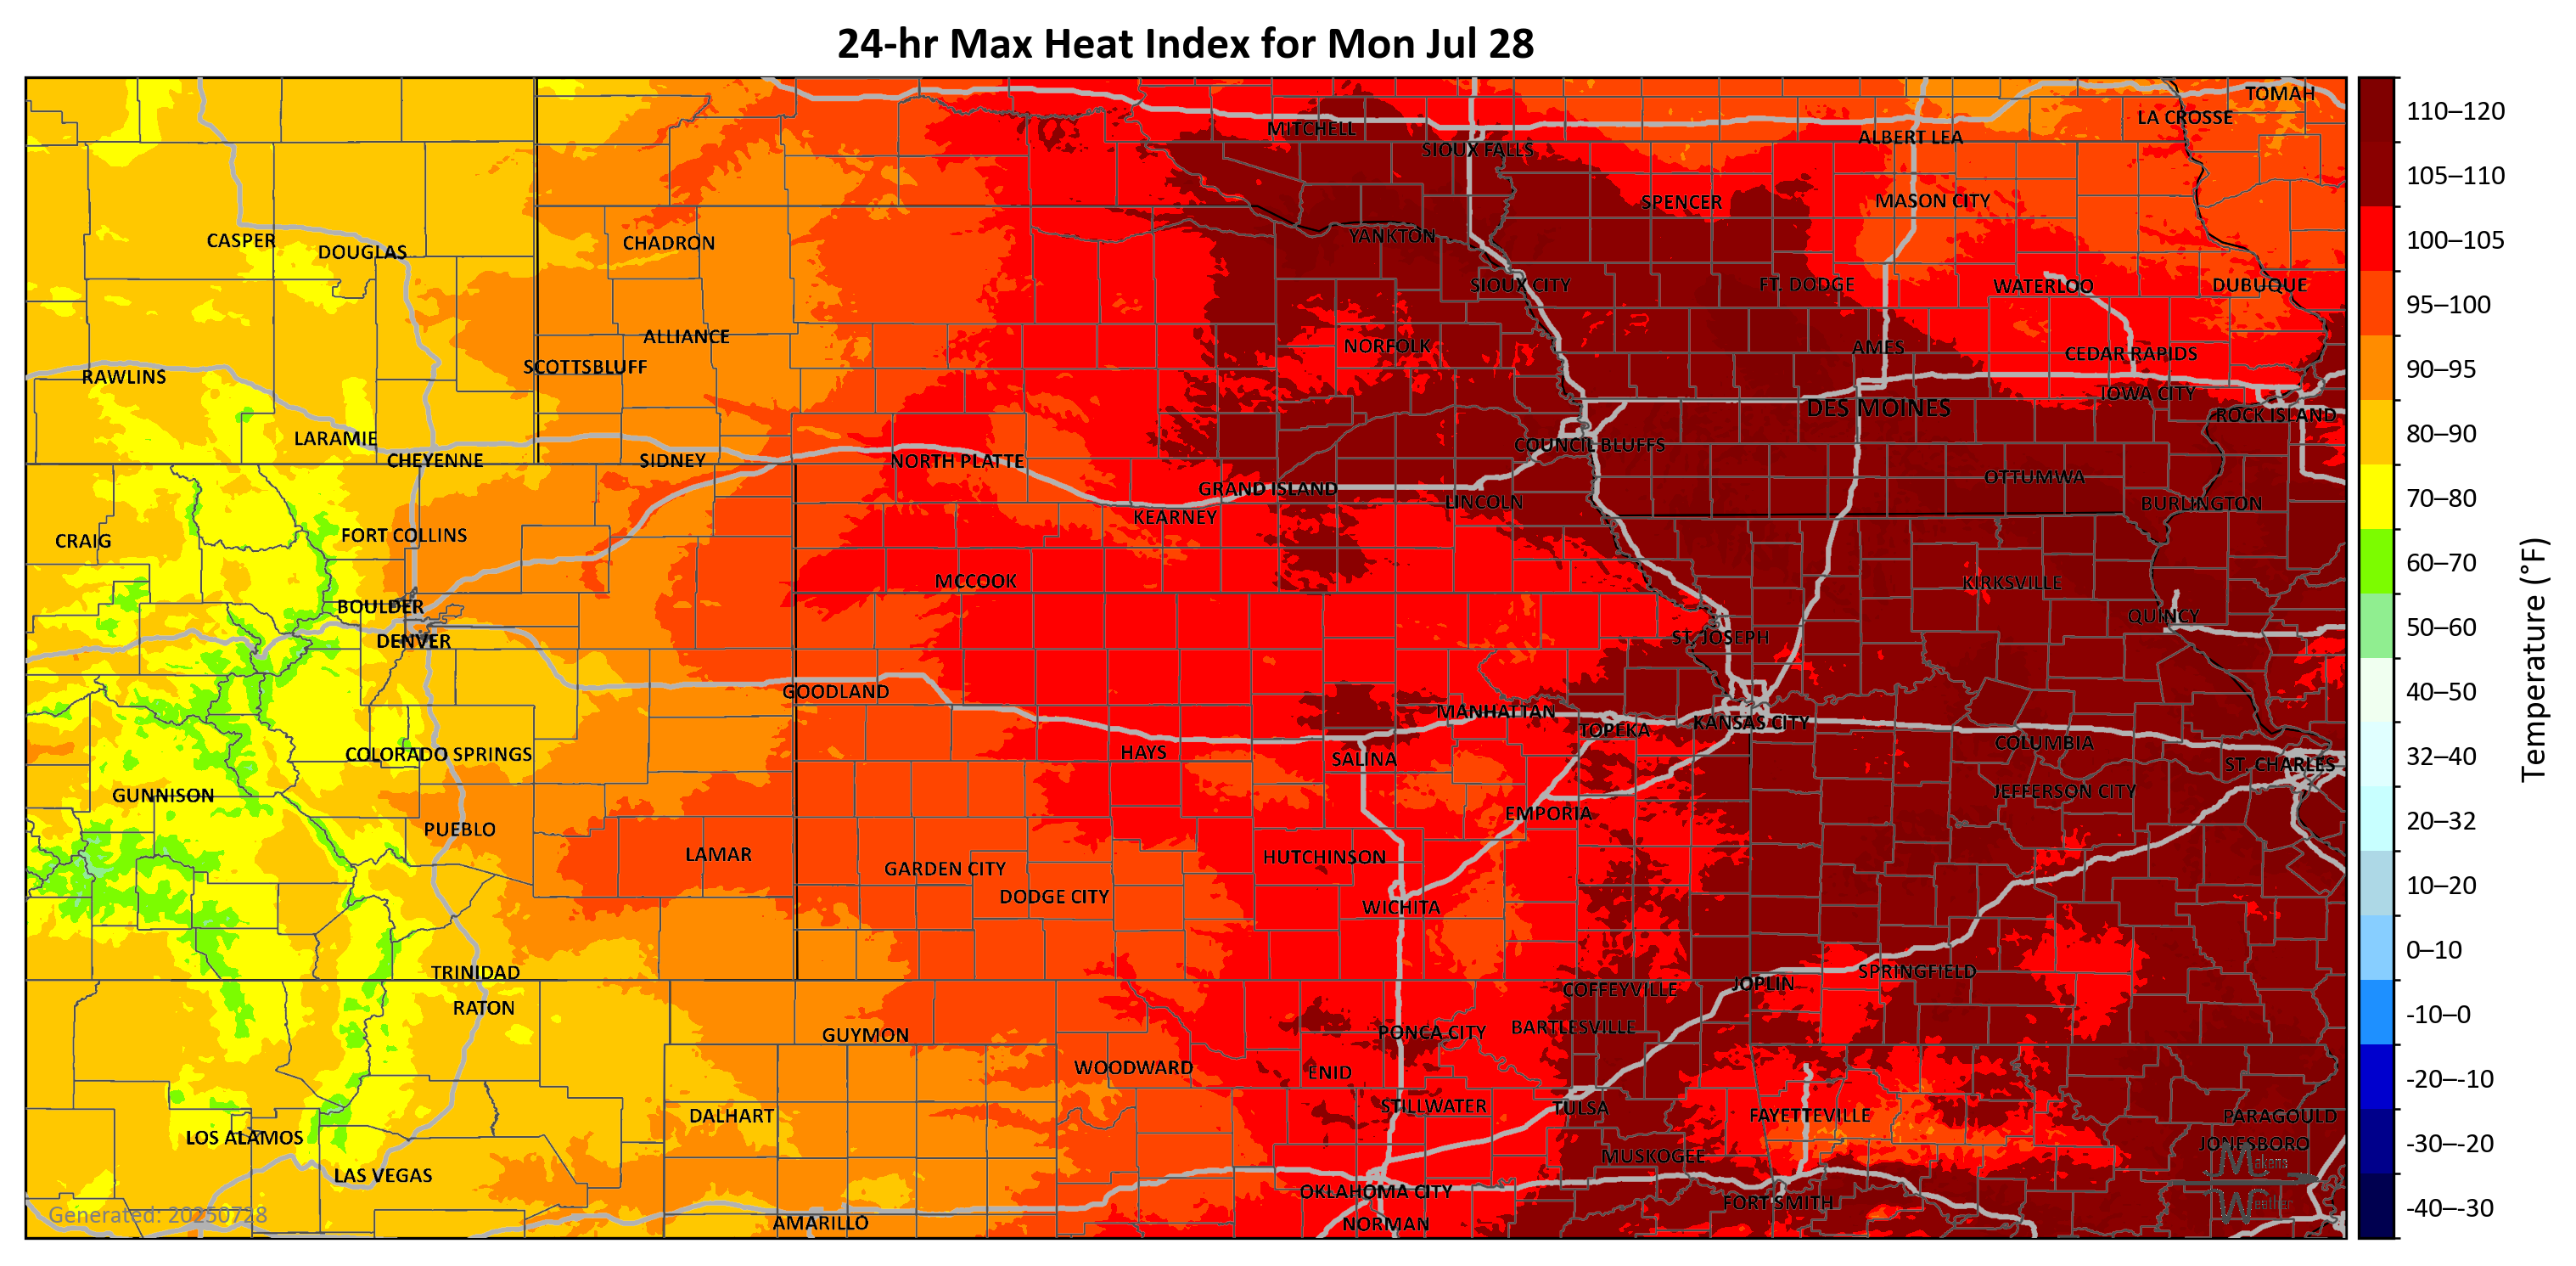 24-hr Max Heat Index for Mon Jul 28
TOMAH
LA CROSSE
MITCHELL
ALBERT LEA
SIOUX FALLS
SPENCER
MASON CITY
CASPER
DOUGLAS
CHADRON
YANKTON
SIOUX CITY
FT. DODGE
WATERLOO
DUBUQUE
ALLIANCE
NORFOLK
AMES
CEDAR RAPIDS
SCOTTSBLUFF
RAWLINS
IOWA CITY
DES MOINES
ROCK ISLAND
LARAMIE
COUNCIL BLUFFS
CHEYENNE
SIDNEY
NORTH PLATTE
OTTUMWA
GRAND ISLAND
LINCOLN
BURLINGTON
KEARNEY
CRAIG
FORT COLLINS
MCCOOK
KIRKSVILLE
BOULDER
QUINCY
DENVER
ST. JOSEPH
GOODLAND
MANHATTAN
TOPEKA
KANSAS CITY
COLUMBIA
COLORADO SPRINGS
HAYS
SALINA
ST. CHARLES
GUNNISON
JEFFERSON CITY
EMPORIA
PUEBLO
LAMAR
HUTCHINSON
GARDEN CITY
DODGE CITY
WICHITA
TRINIDAD
SPRINGFIELD
JOPLIN
COFFEYVILLE
RATON
GUYMON
PONCA CITY
BARTLESVILLE
WOODWARD
ENID
STILLWATER
TULSA
DALHART
FAYETTEVILLE
PARAGOULD
LOS ALAMOS
JONESBORO
MUSKOGEE
LAS VEGAS
OKLAHOMA CITY
FORT SMITH
AMARILLO
NORMAN
Makens
Weather
Generated: 20250728
110–120
105–110
100–105
95–100
90–95
80–90
70–80
60–70
50–60
40–50
32–40
20–32
10–20
0–10
-10–0
-20–-10
-30–-20
-40–-30
Temperature (°F)